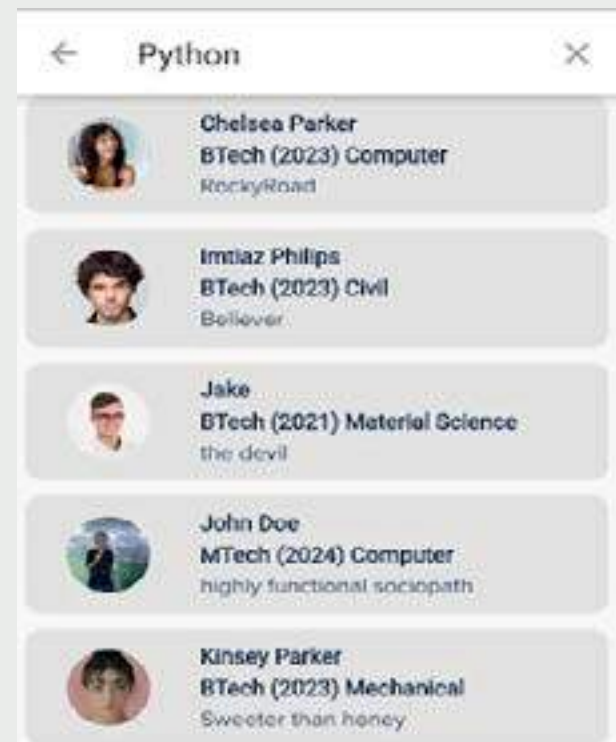 Python
Chelsea Parker
BTech (2023) Computer
RockyRoad
Imtiaz Philips
BTech (2023) Civil
Believer
Jake
BTech (2021) Material Science
the devil
John Doe
MTech (2024) Computer
highly functional sociopath
Kinsey Parker
BTech (2023) Mechanical
Sweeter than honey